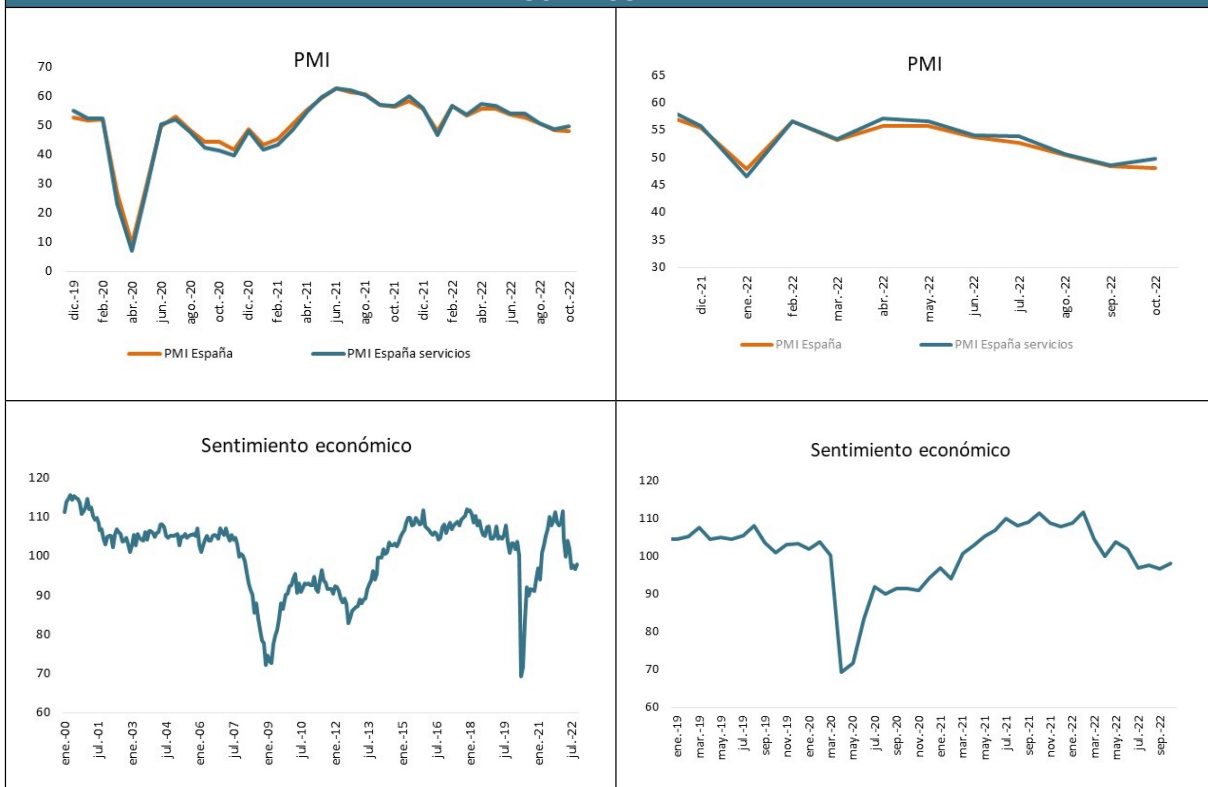 PMI
70
60
50
40
30
20
10
0
dic.-19
feb.-20
abr.-20
jun.-20
ago.-20
oct.-20
dic.-20
feb.-21
abr.-21
jun.-21
ago.-21
oct.-21
dic.-21
feb.-22
abr.-22
jun.-22
ago.-22
oct.-22
PMI España
PMI España servicios
PMI
65
60
55
50
45
40
35
30
dic.-21
ene.-22
feb.-22
mar.-22
abr.-22
may.-22
jun.-22
jul.-22
ago.-22
sep.-22
oct.-22
PMI España
PMI España servicios
Sentimiento económico
120
110
100
90
80
70
60
ene.-00
jul.-01
ene.-03
jul.-04
ene.-06
jul.-07
ene.-09
jul.-10
ene.-12
jul.-13
ene.-15
jul.-16
ene.-18
jul.-19
ene.-21
jul.-22
Sentimiento económico
120
110
100
90
80
70
60
ene.-19
mar.-19
may.-19
jul.-19
sep.-19
nov.-19
ene.-20
mar.-20
may.-20
jul.-20
sep.-20
nov.-20
ene.-21
mar.-21
may.-21
jul.-21
sep.-21
nov.-21
ene.-22
mar.-22
may.-22
jul.-22
sep.-22